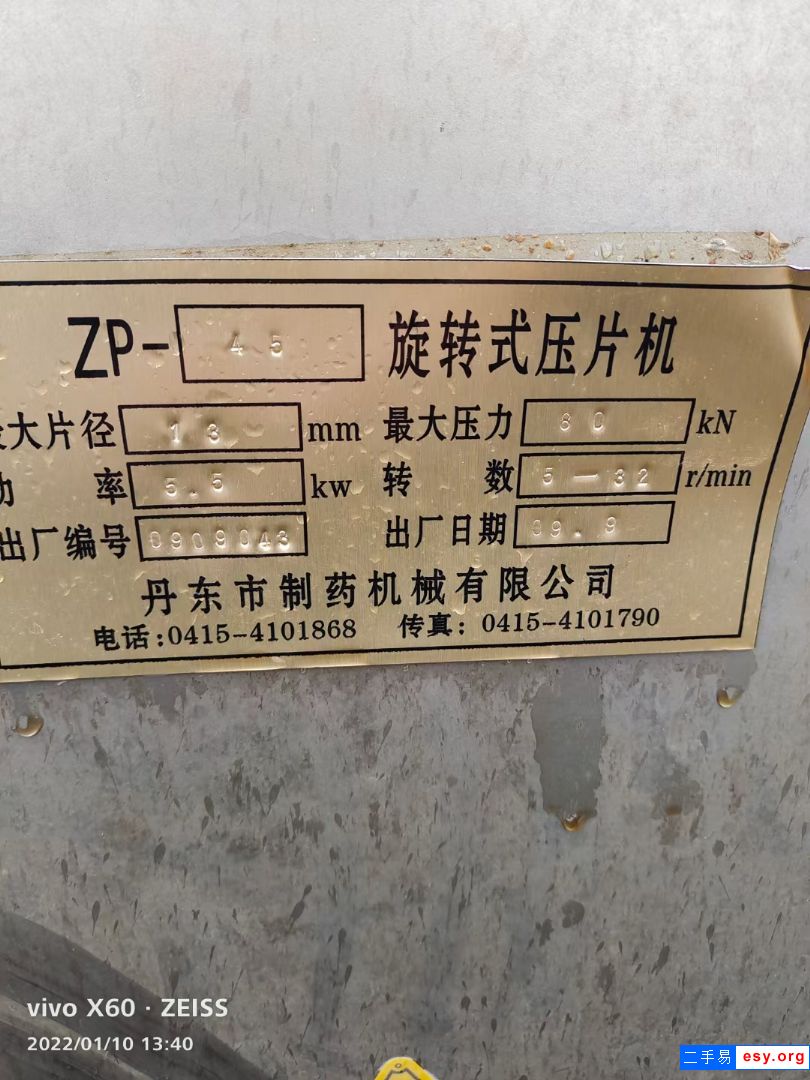 ZP- 45 旋转式压片机
最大片径 13 mm 最大压力 80 kN
功 率 5.5 kw 转 数 5-32 r/min
出厂编号 0909043 出厂日期 09.9
丹东市制药机械有限公司
电话:0415-4101868 传真: 0415-4101790
vivo X60 · ZEISS
2022/01/10 13:40
二手易 esy.org